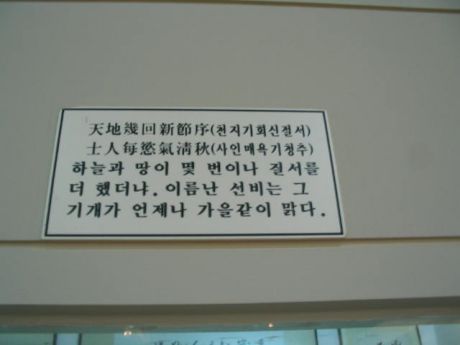 天地幾回新節序(천지기회신절서)
士人每慾氣淸秋(사인매욕기청추)
하늘과 땅이 몇 번이나 질서를
더 했더냐. 이름난 선비는 그
기개가 언제나 가을같이 맑다.